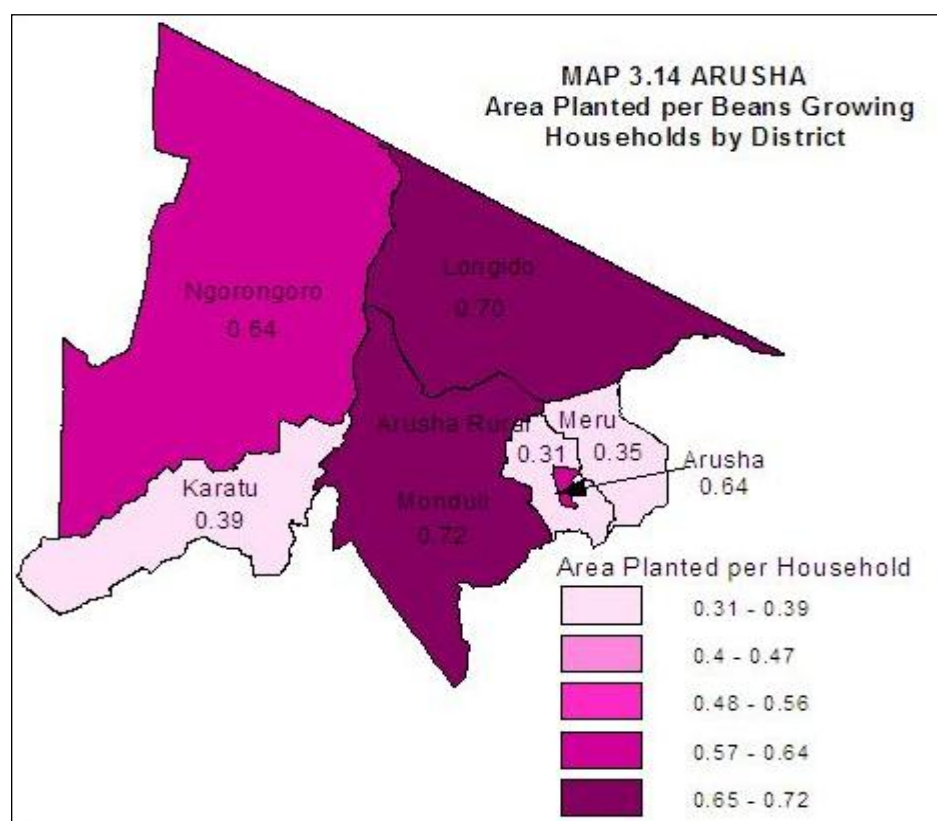 MAP 3.14 ARUSHA
Area Planted per Beans Growing
Households by District
Longido
0.70
Ngorongoro
0.64
Arusha Rural
0.31
Meru
0.35
Arusha
0.64
Karatu
0.39
Monduli
0.72
Area Planted per Household
0.31 - 0.39
0.4 - 0.47
0.48 - 0.56
0.57 - 0.64
0.65 - 0.72